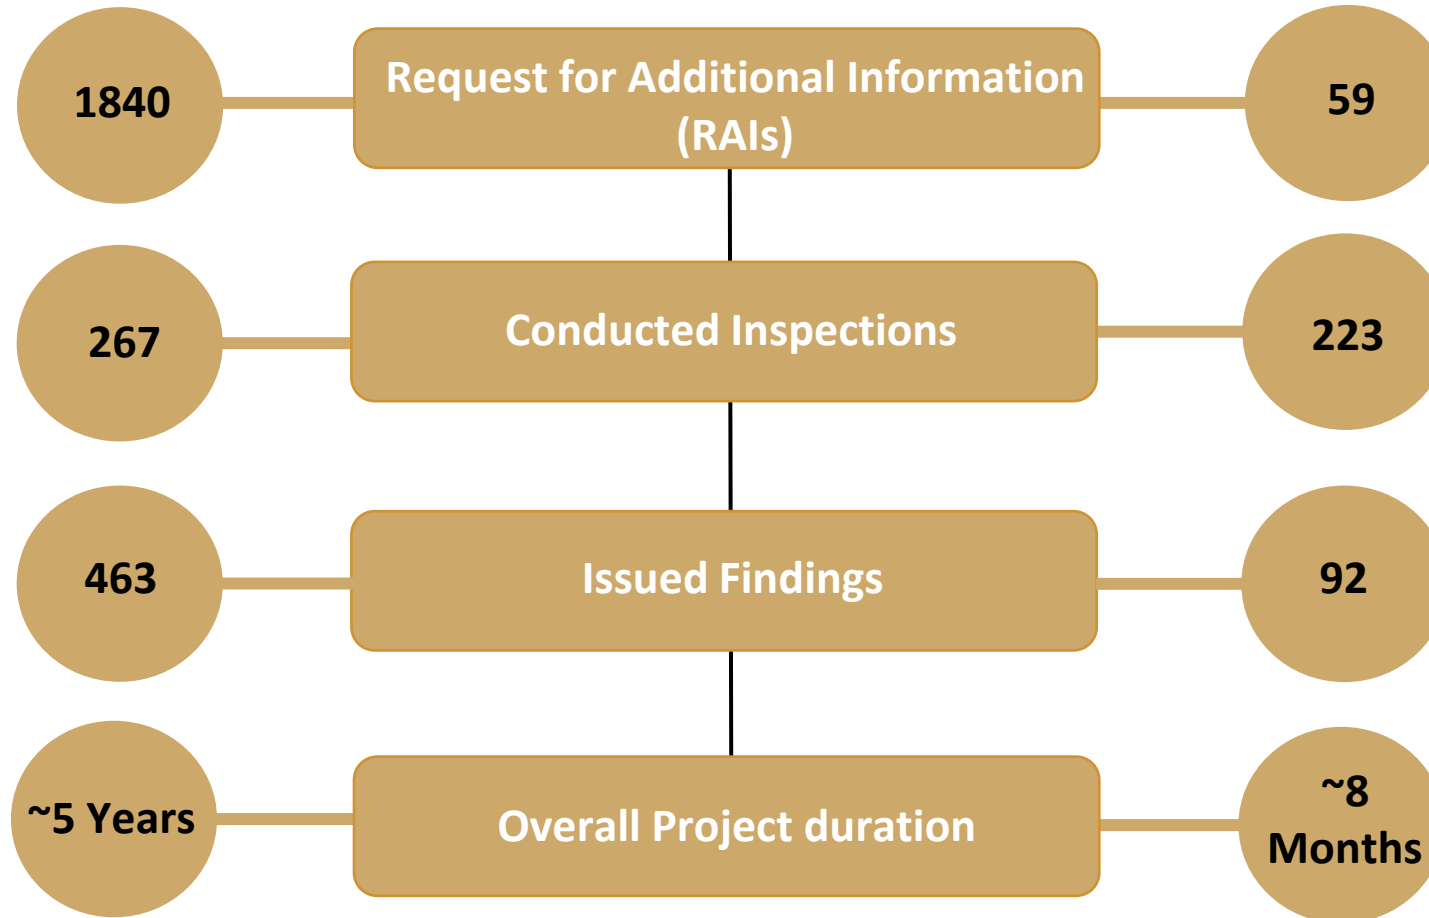 1840
Request for Additional Information
(RAIs)
59
267
Conducted Inspections
223
463
Issued Findings
92
~5 Years
Overall Project duration
~8
Months